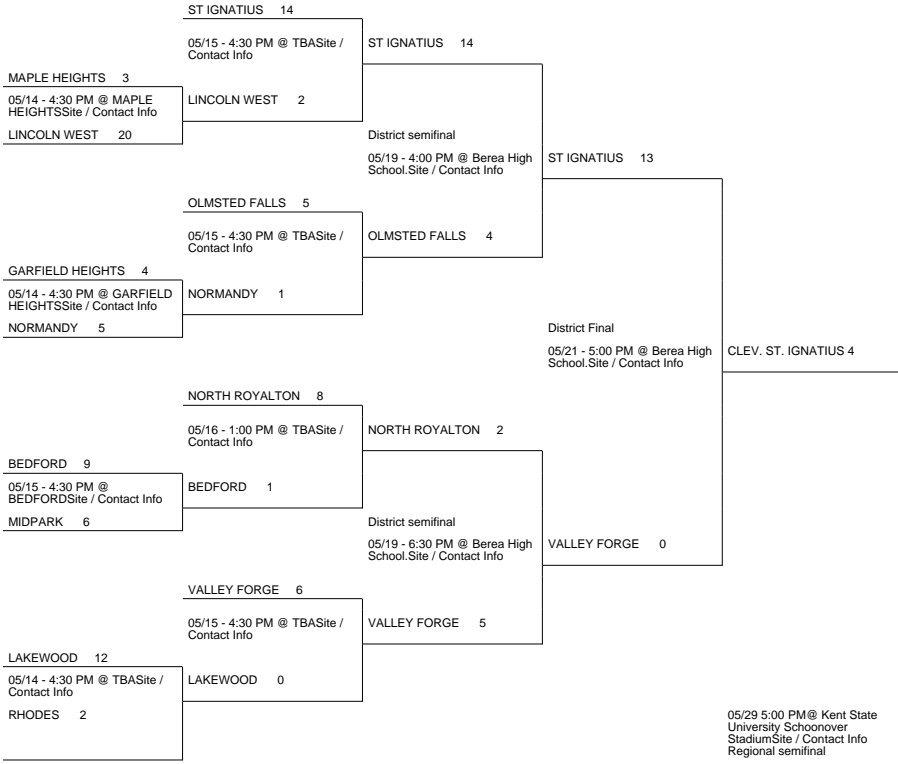 ST IGNATIUS 14
05/15 - 4:30 PM @ TBASite /
Contact Info
ST IGNATIUS 14
MAPLE HEIGHTS 3
05/14 - 4:30 PM @ MAPLE
HEIGHTSSite / Contact Info
LINCOLN WEST 2
LINCOLN WEST 20
District semifinal
05/19 - 4:00 PM @ Berea High
School.Site / Contact Info
ST IGNATIUS 13
OLMSTED FALLS 5
05/15 - 4:30 PM @ TBASite /
Contact Info
OLMSTED FALLS 4
GARFIELD HEIGHTS 4
05/14 - 4:30 PM @ GARFIELD
HEIGHTSSite / Contact Info
NORMANDY 1
NORMANDY 5
District Final
05/21 - 5:00 PM @ Berea High
School.Site / Contact Info
CLEV. ST. IGNATIUS 4
NORTH ROYALTON 8
05/16 - 1:00 PM @ TBASite /
Contact Info
NORTH ROYALTON 2
BEDFORD 9
05/15 - 4:30 PM @
BEDFORDSite / Contact Info
BEDFORD 1
MIDPARK 6
District semifinal
05/19 - 6:30 PM @ Berea High
School.Site / Contact Info
VALLEY FORGE 0
VALLEY FORGE 6
05/15 - 4:30 PM @ TBASite /
Contact Info
VALLEY FORGE 5
LAKEWOOD 12
05/14 - 4:30 PM @ TBASite /
Contact Info
LAKEWOOD 0
RHODES 2
05/29 5:00 PM@ Kent State
University Schoonover
StadiumSite / Contact Info
Regional semifinal